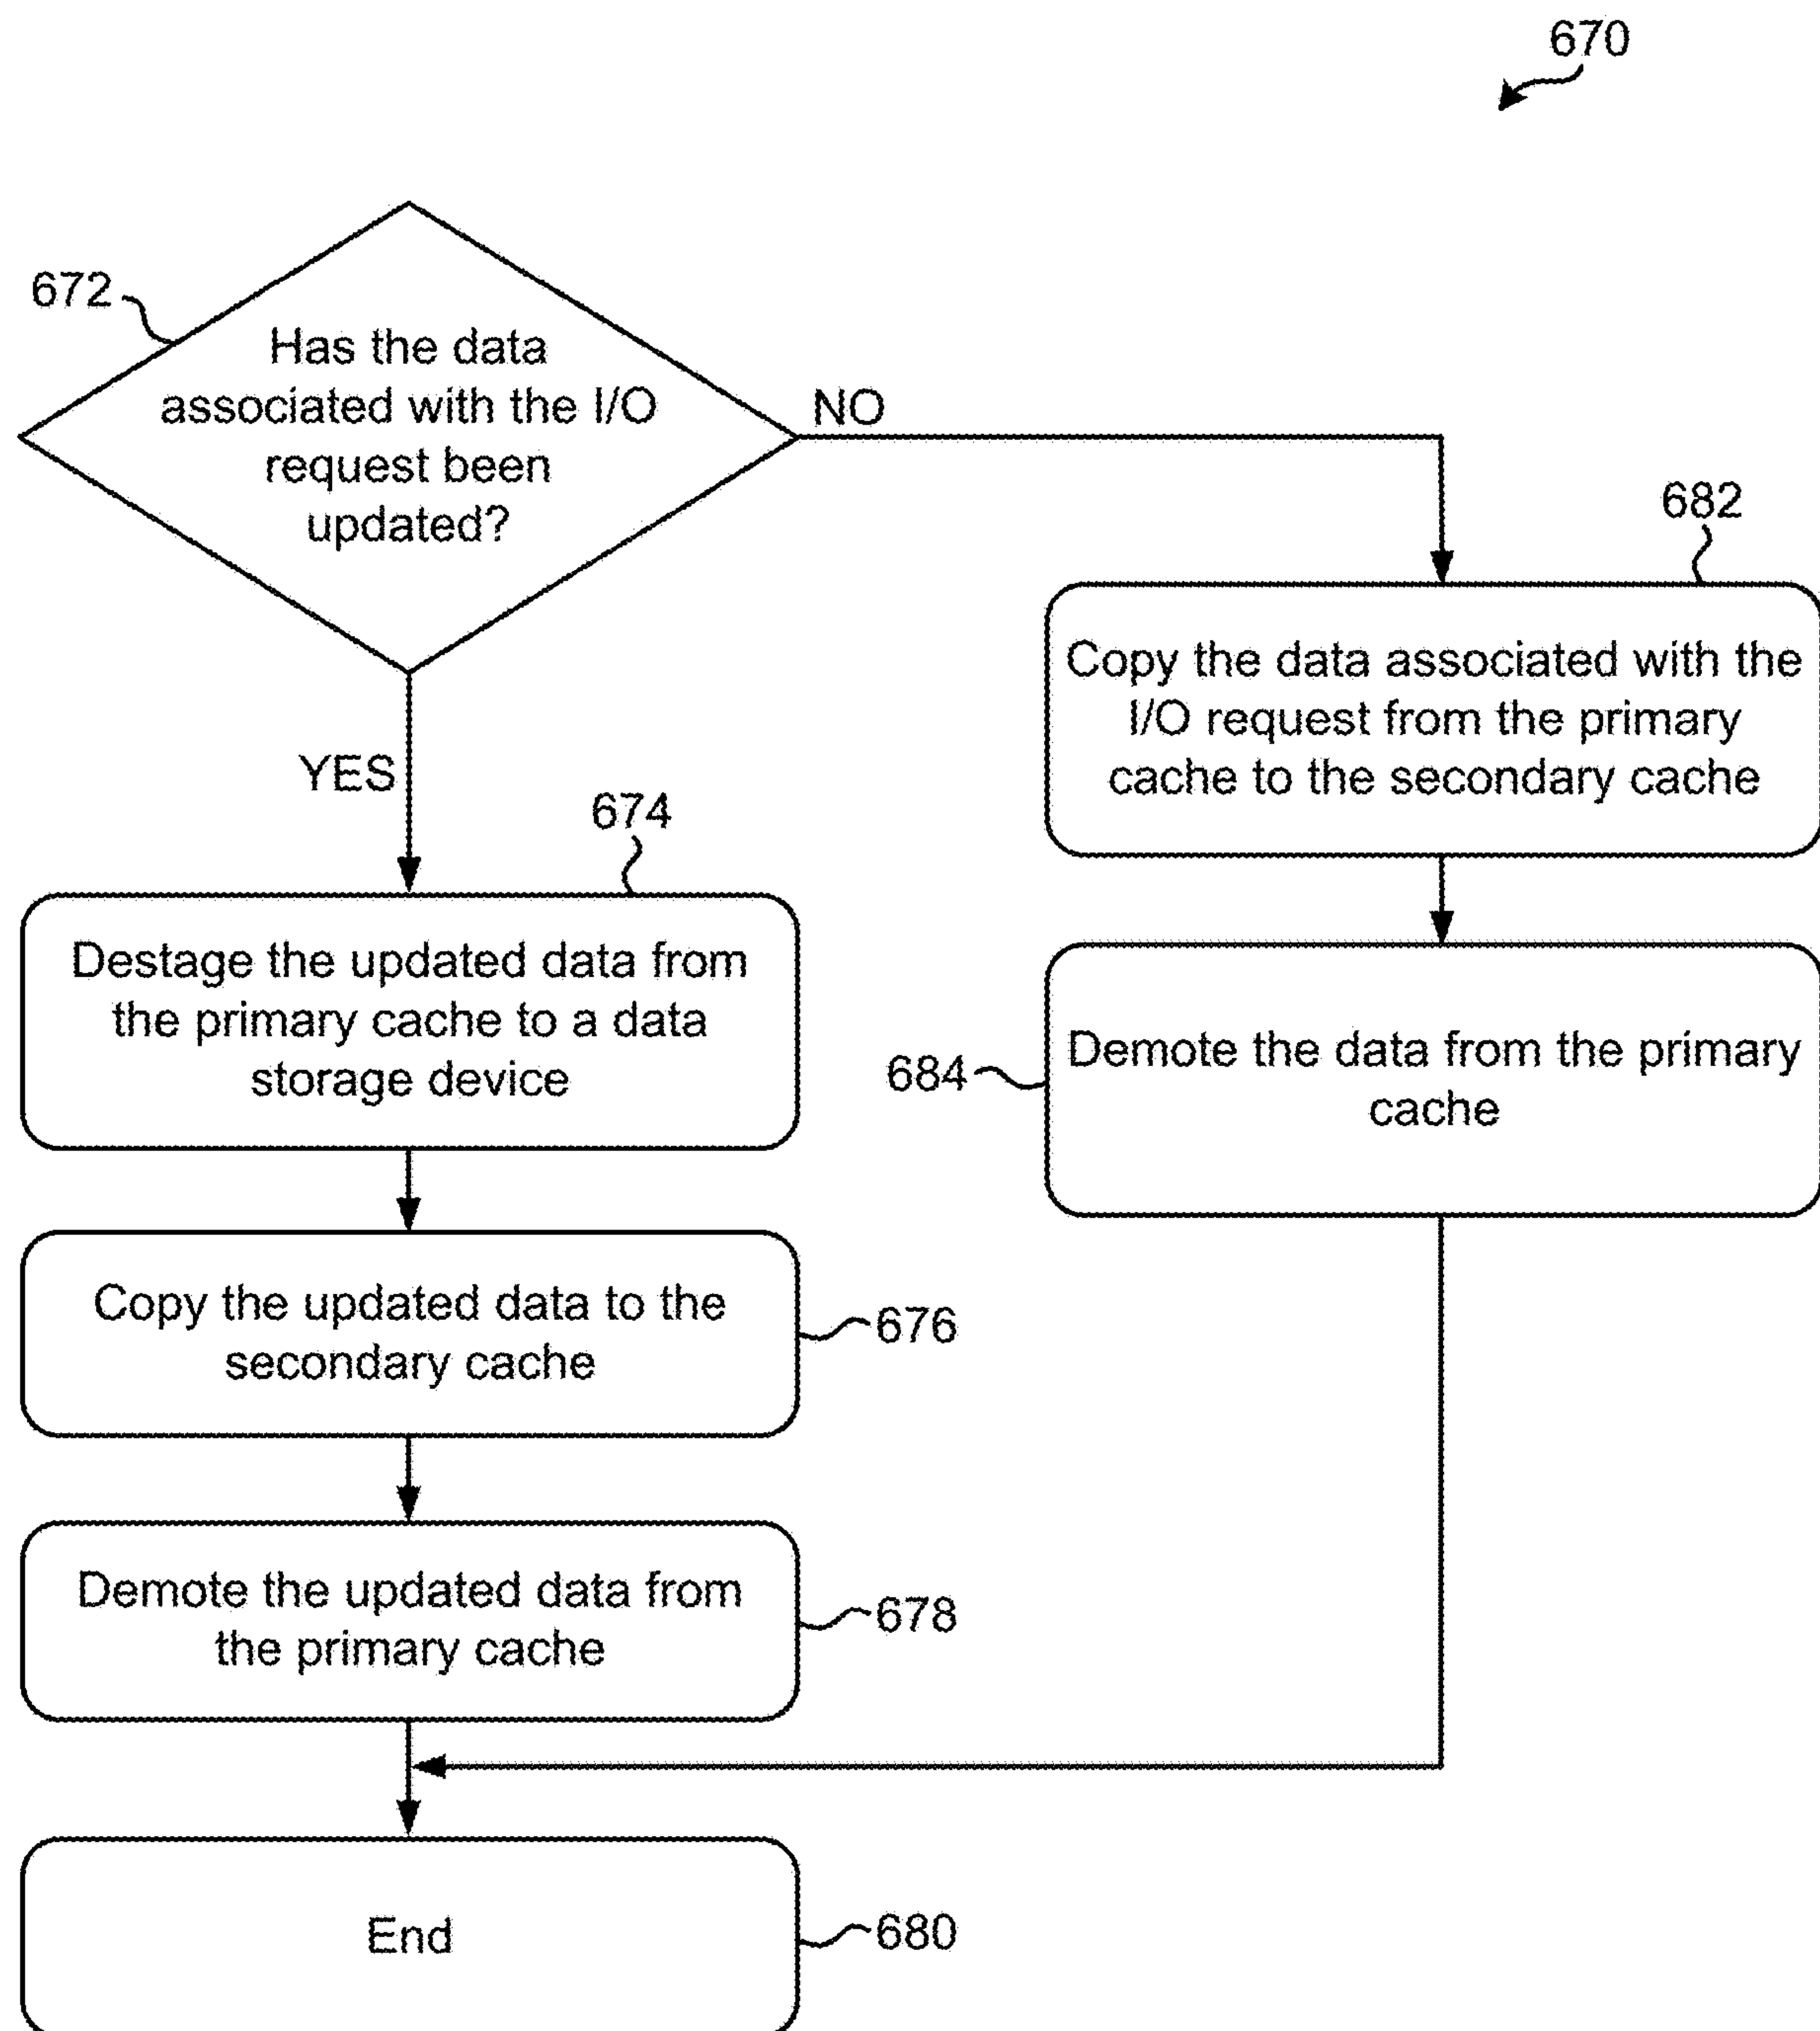 670
672
Has the data
associated with the I/O
request been
updated?
NO
YES
682
Copy the data associated with the
I/O request from the primary
cache to the secondary cache
674
Destage the updated data from
the primary cache to a data
storage device
684
Demote the data from the primary
cache
Copy the updated data to the
secondary cache
676
Demote the updated data from
the primary cache
678
End
680